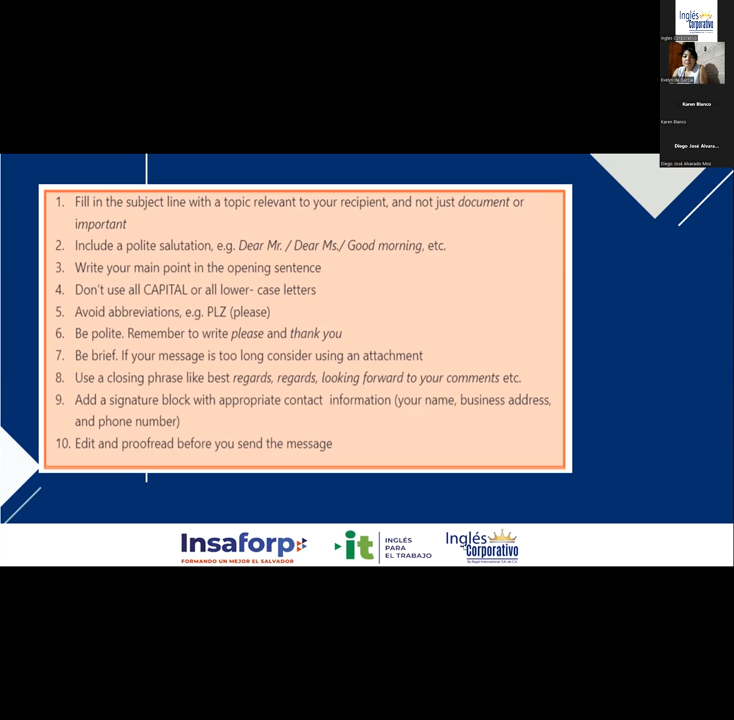 Inglés
Corporativo
Ingles Corporativo
Karen Blanco
Karen Blanco
Diego José Alvara...
Diego José Alvarado Moz
1. Fill in the subject line with a topic relevant to your recipient, and not just document or
important
2. Include a polite salutation, e.g. Dear Mr. / Dear Ms./ Good morning, etc.
3. Write your main point in the opening sentence
4. Don't use all CAPITAL or all lower- case letters
5. Avoid abbreviations, e.g. PLZ (please)
6. Be polite. Remember to write please and thank you
7. Be brief. If your message is too long consider using an attachment
8. Use a closing phrase like best regards, regards, looking forward to your comments etc.
9. Add a signature block with appropriate contact information (your name, business address,
and phone number)
10. Edit and proofread before you send the message
Insaforp
FORMANDO UN MEJOR EL SALVADOR
it
INGLÉS
PARA
EL TRABAJO
Inglés
Corporativo